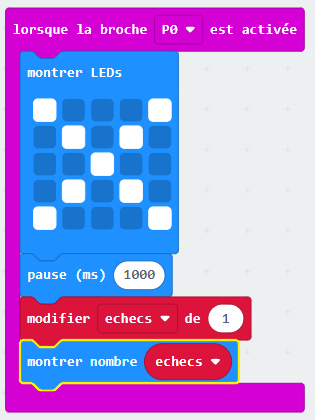 lorsque la broche P0 est activée
montrer LEDs
pause (ms) 1000
modifier echecs de 1
montrer nombre echecs